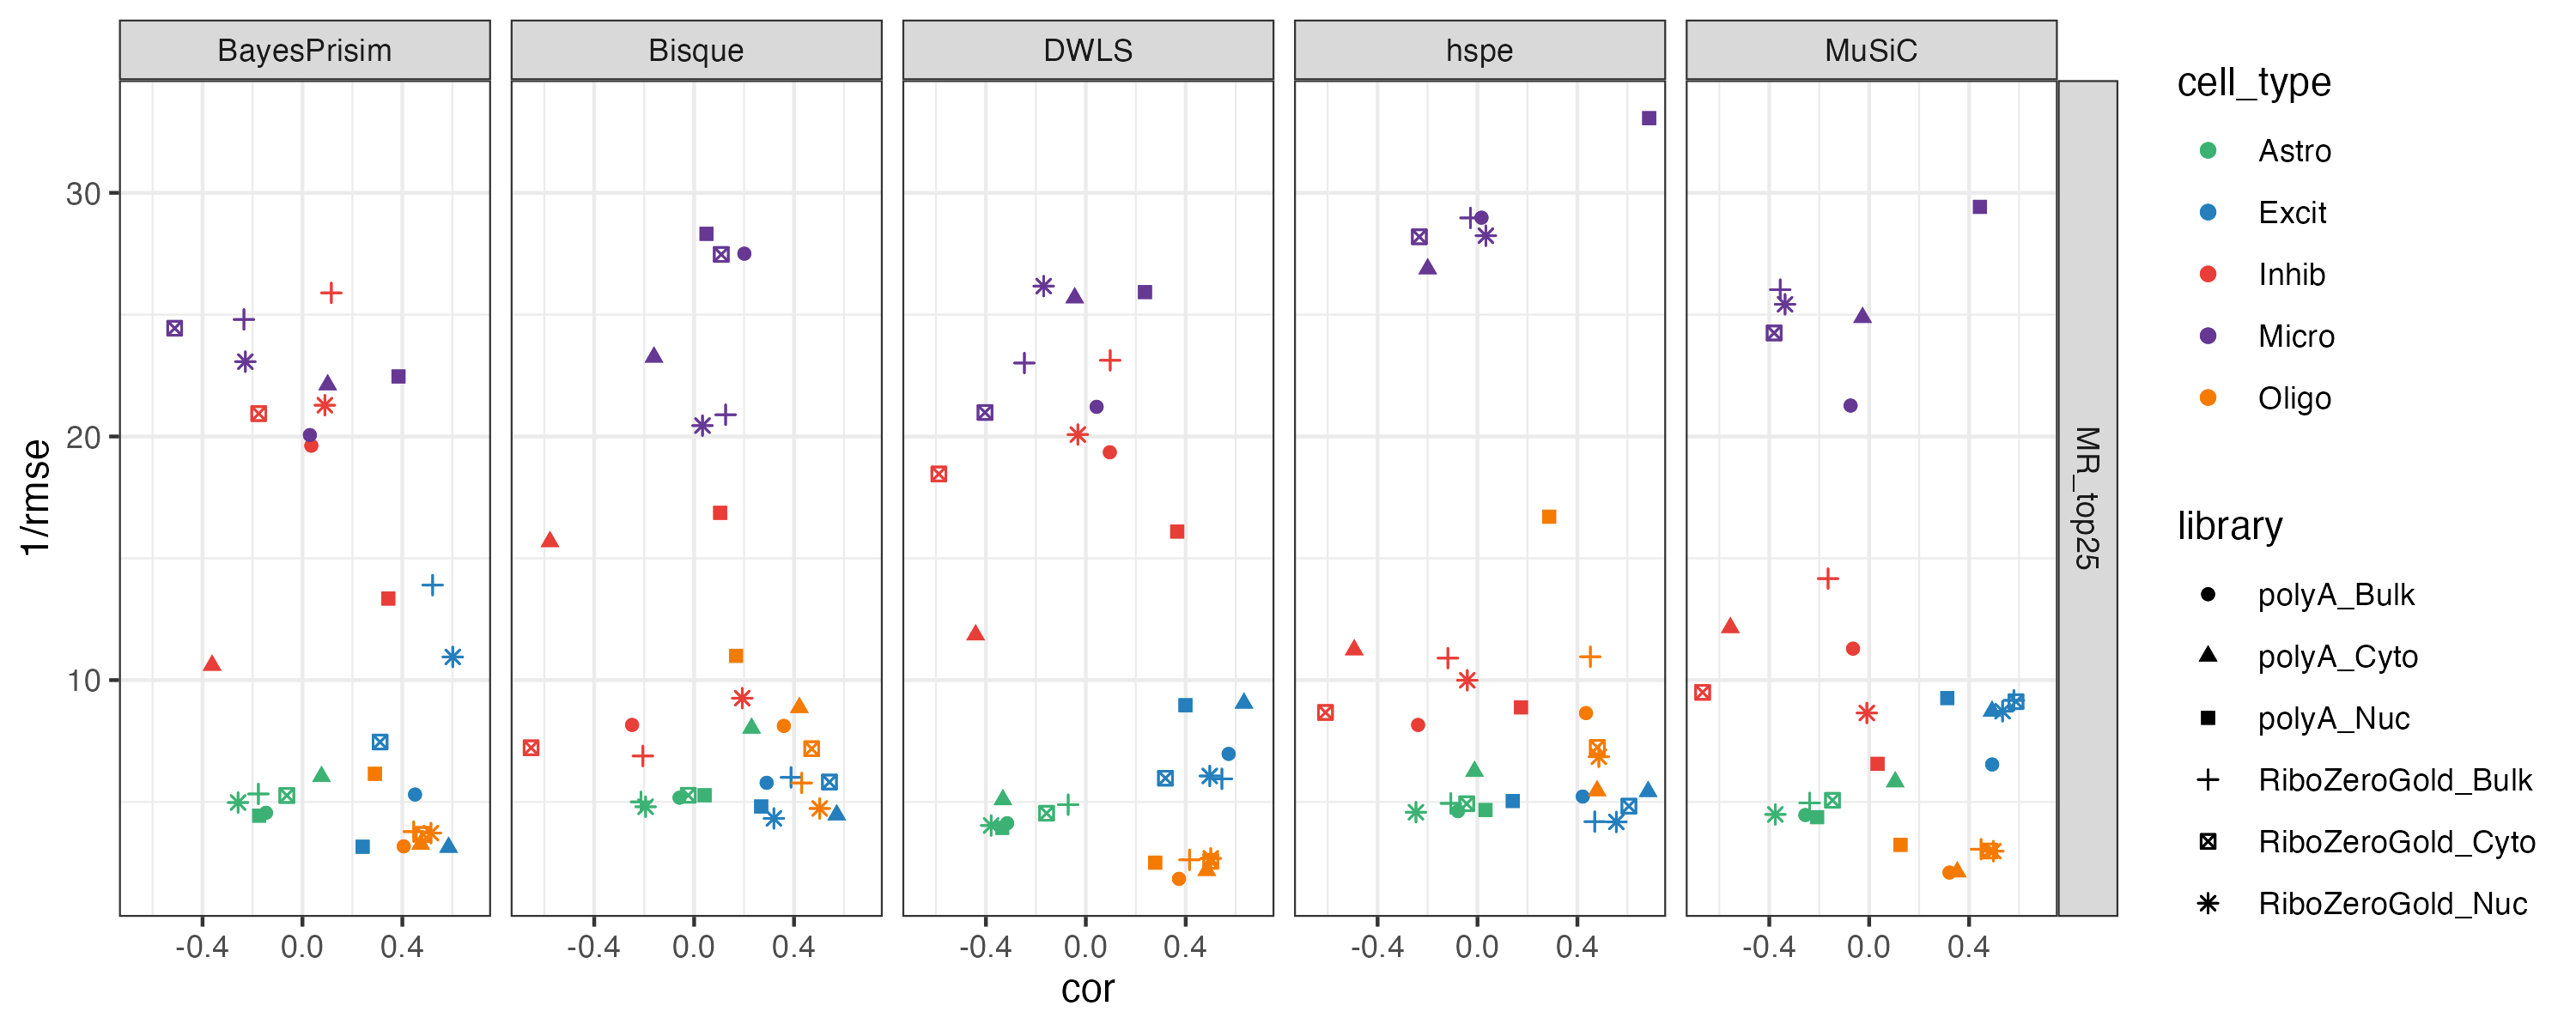 BayesPrisim
Bisque
DWLS
hspe
MuSiC
MR_top25
1/rmse
30
20
10
-0.4 0.0 0.4
-0.4 0.0 0.4
-0.4 0.0 0.4
-0.4 0.0 0.4
-0.4 0.0 0.4
cor
cell_type
Astro
Excit
Inhib
Micro
Oligo
library
polyA_Bulk
polyA_Cyto
polyA_Nuc
RiboZeroGold_Bulk
RiboZeroGold_Cyto
RiboZeroGold_Nuc